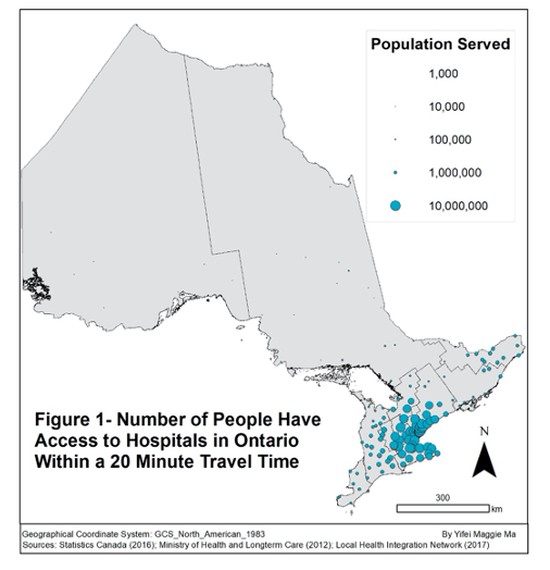 Population Served
1,000
10,000
100,000
1,000,000
10,000,000
Figure 1- Number of People Have
Access to Hospitals in Ontario
Within a 20 Minute Travel Time
N
300
km
Geographical Coordinate System: GCS_North_American_1983
By Yifei Maggie Ma
Sources: Statistics Canada (2016); Ministry of Health and Longterm Care (2012); Local Health Integration Network (2017)